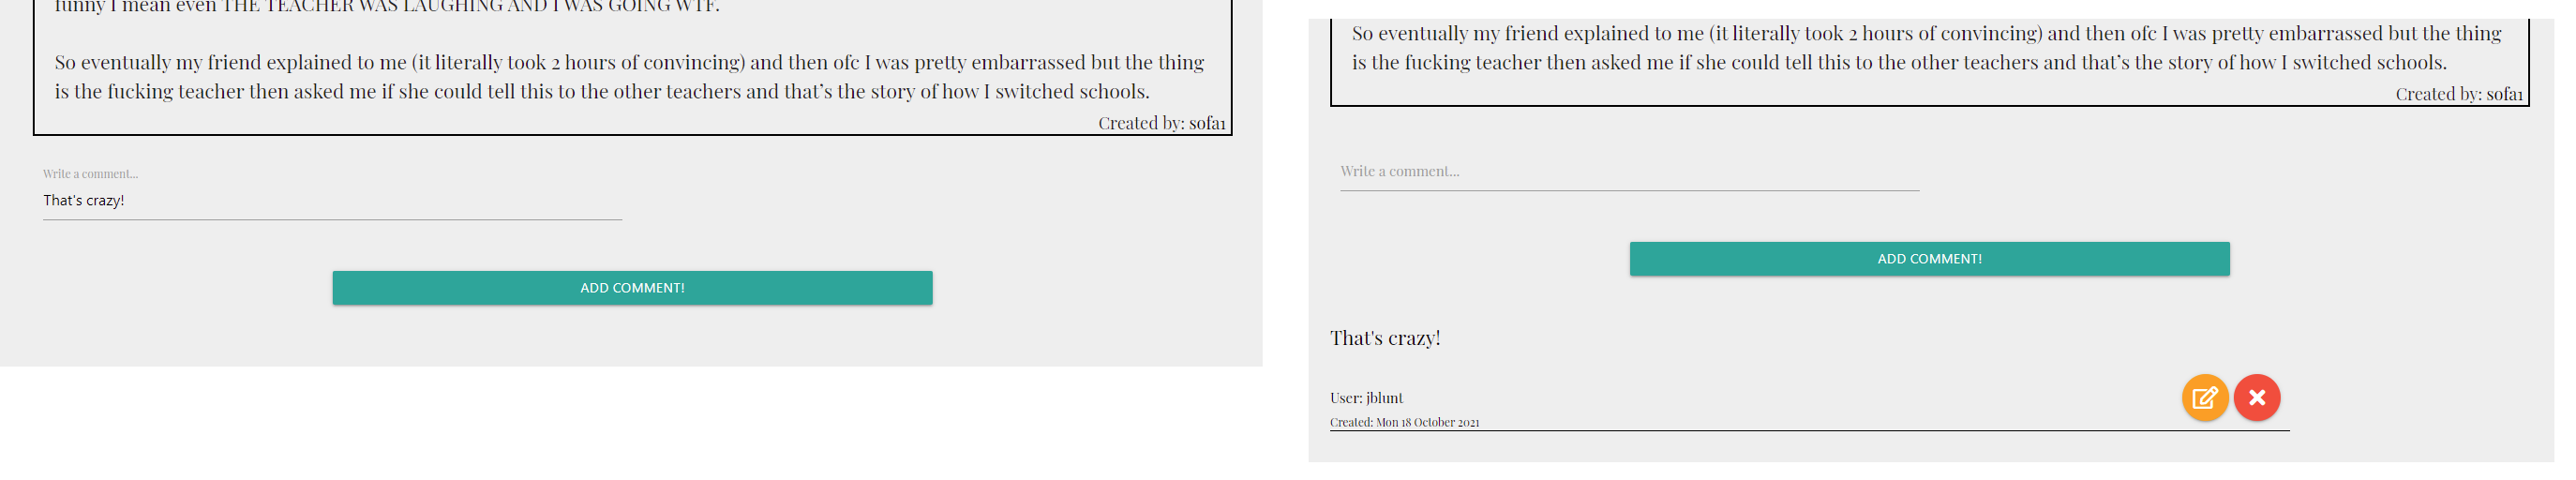 funny I mean even THE TEACHER WAS LAUGHING AND I WAS GOING WTF.
So eventually my friend explained to me (it literally took 2 hours of convincing) and then ofc I was pretty embarrassed but the thing
is the fucking teacher then asked me if she could tell this to the other teachers and that’s the story of how I switched schools.
Created by: sofa1
Write a comment...
That's crazy!
ADD COMMENT!
So eventually my friend explained to me (it literally took 2 hours of convincing) and then ofc I was pretty embarrassed but the thing
is the fucking teacher then asked me if she could tell this to the other teachers and that’s the story of how I switched schools.
Created by: sofa1
Write a comment...
ADD COMMENT!
That's crazy!
User: jblunt
Created: Mon 18 October 2021